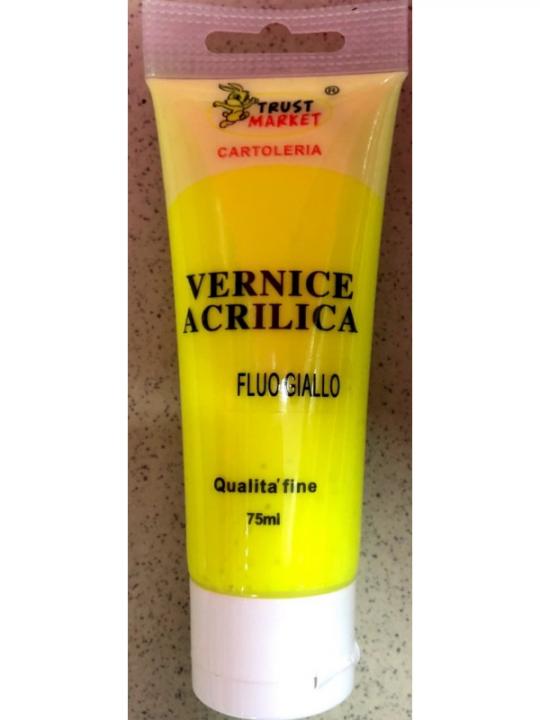 TRUST ®
MARKET
CARTOLERIA
VERNICE
ACRILICA
FLUO GIALLO
Qualita'fine
75ml